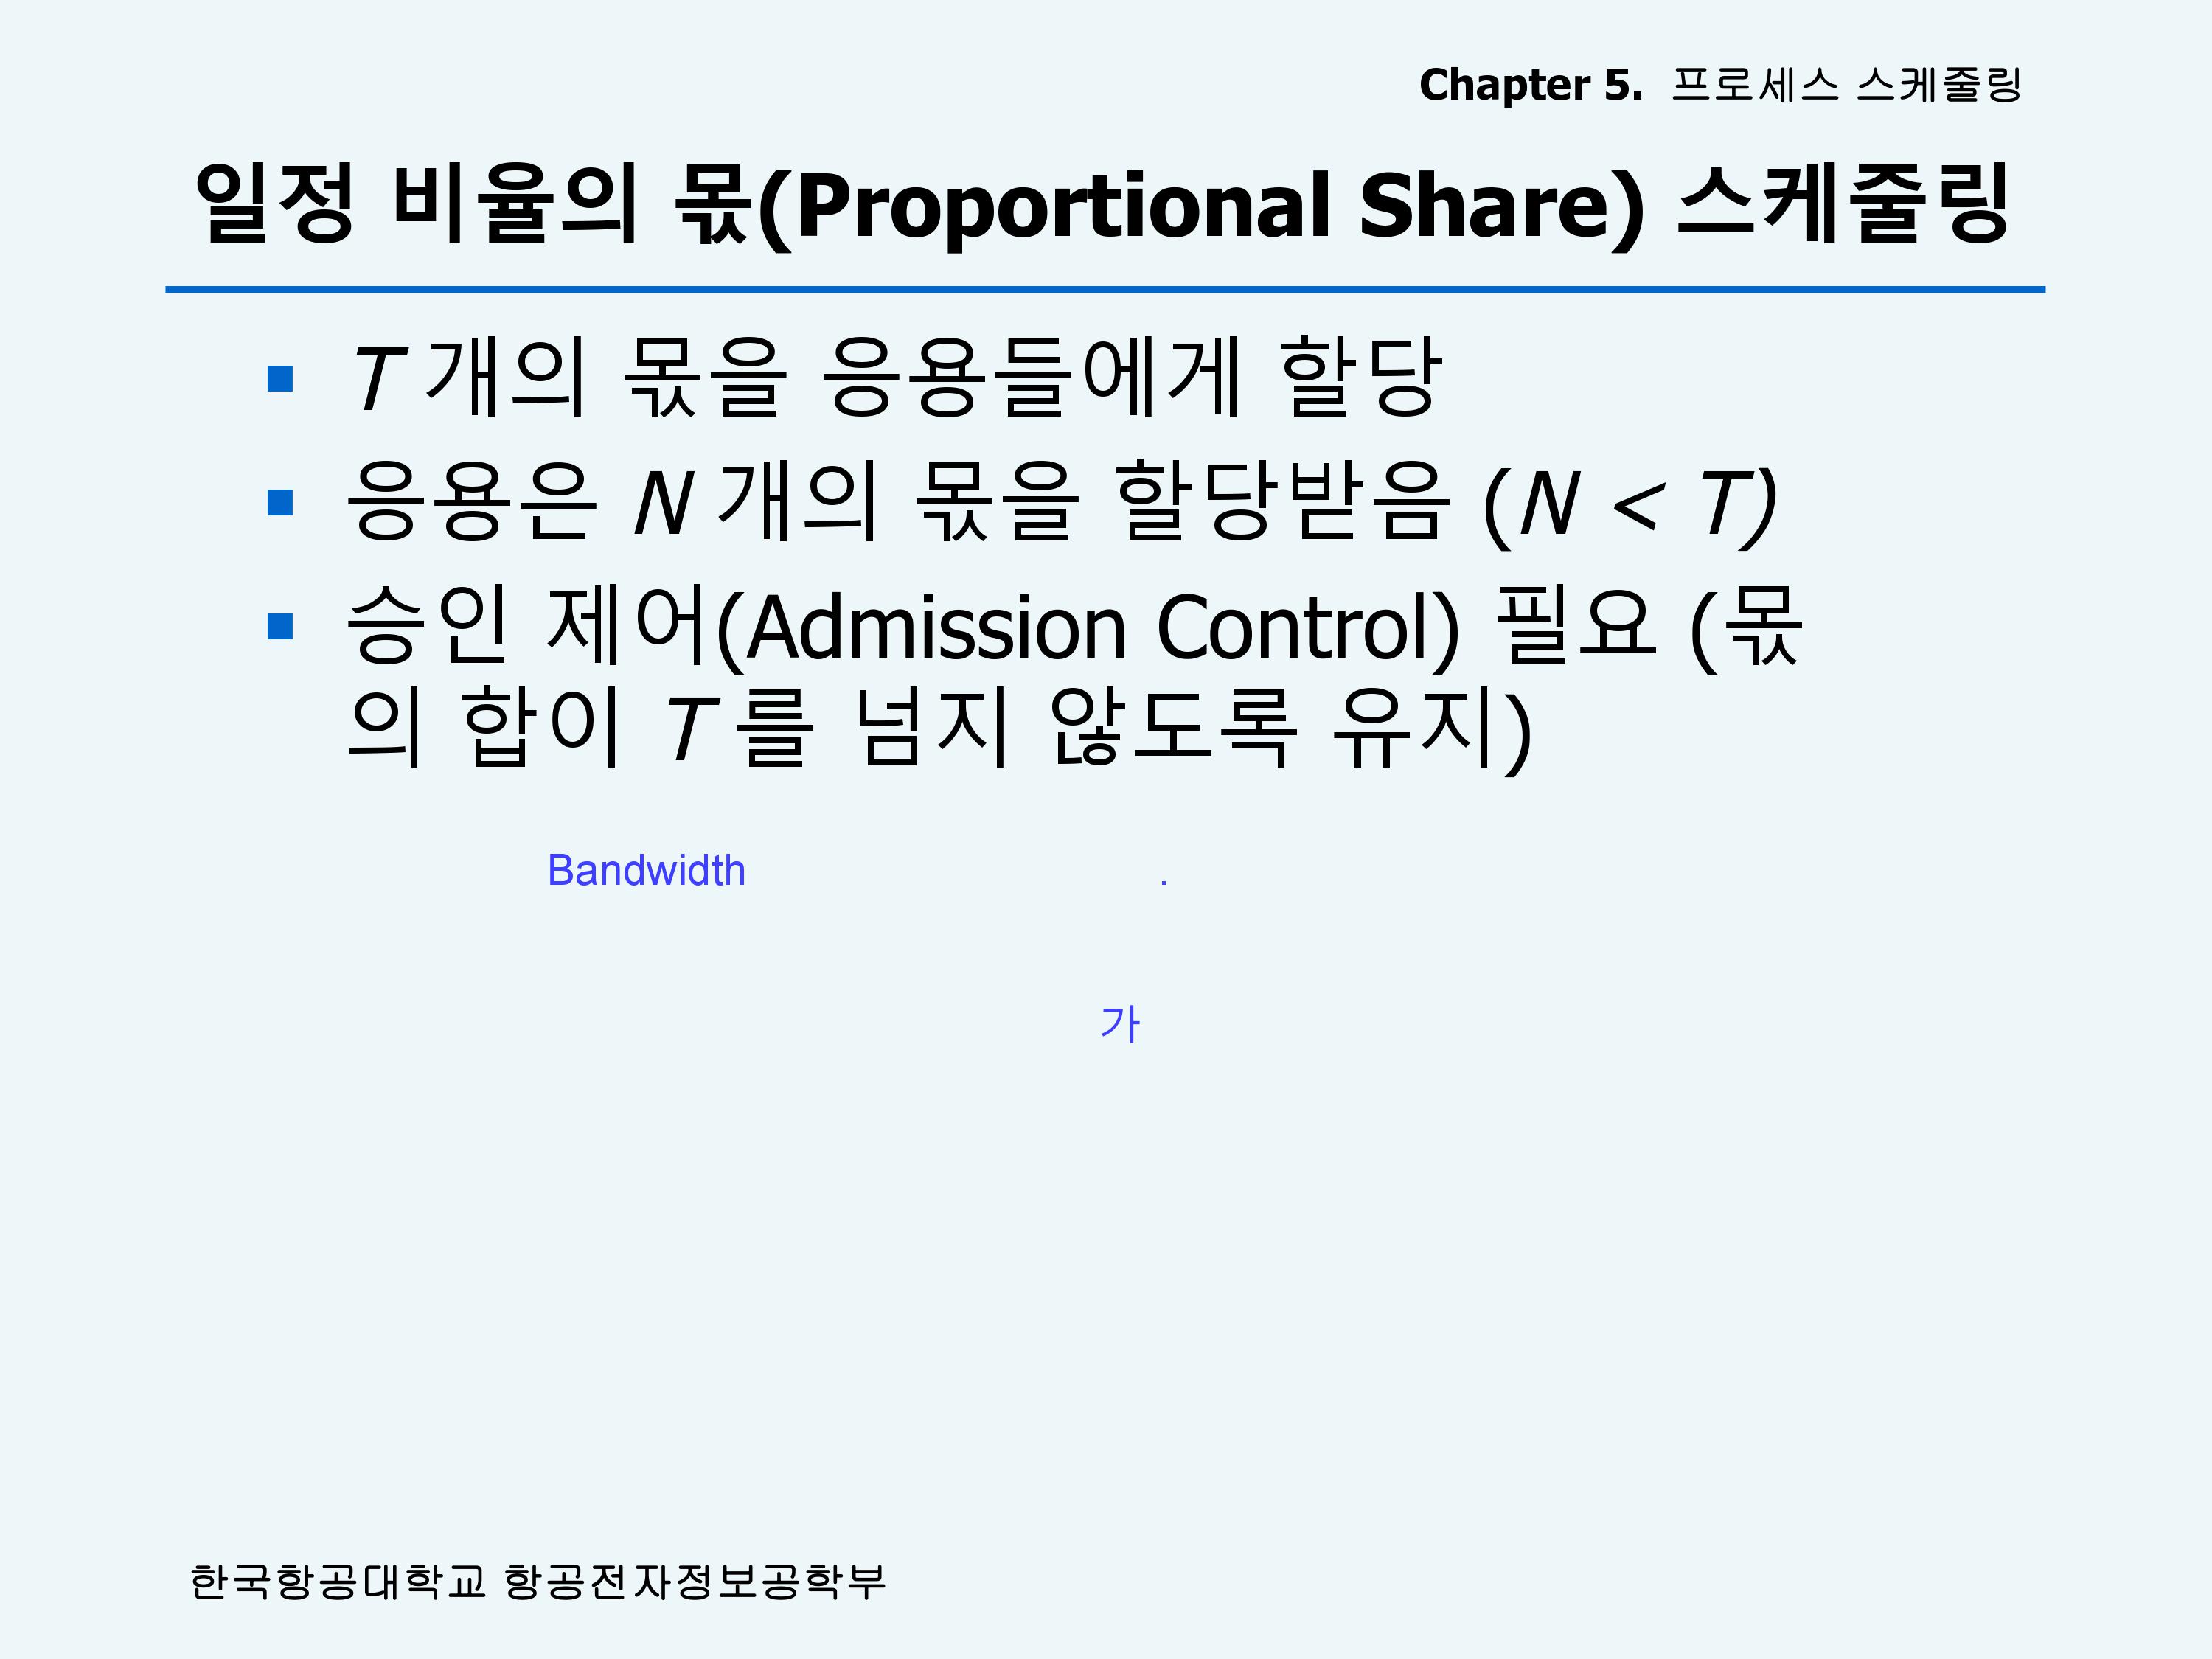 Chapter 5. 프로세스 스케줄링
일정 비율의 몫(Proportional Share) 스케줄링
T 개의 몫을 응용들에게 할당
응용은 N 개의 몫을 할당받음 (N < T)
승인 제어(Admission Control) 필요 (몫
의 합이 T 를 넘지 않도록 유지)
Bandwidth .
가
한국항공대학교 항공전자정보공학부